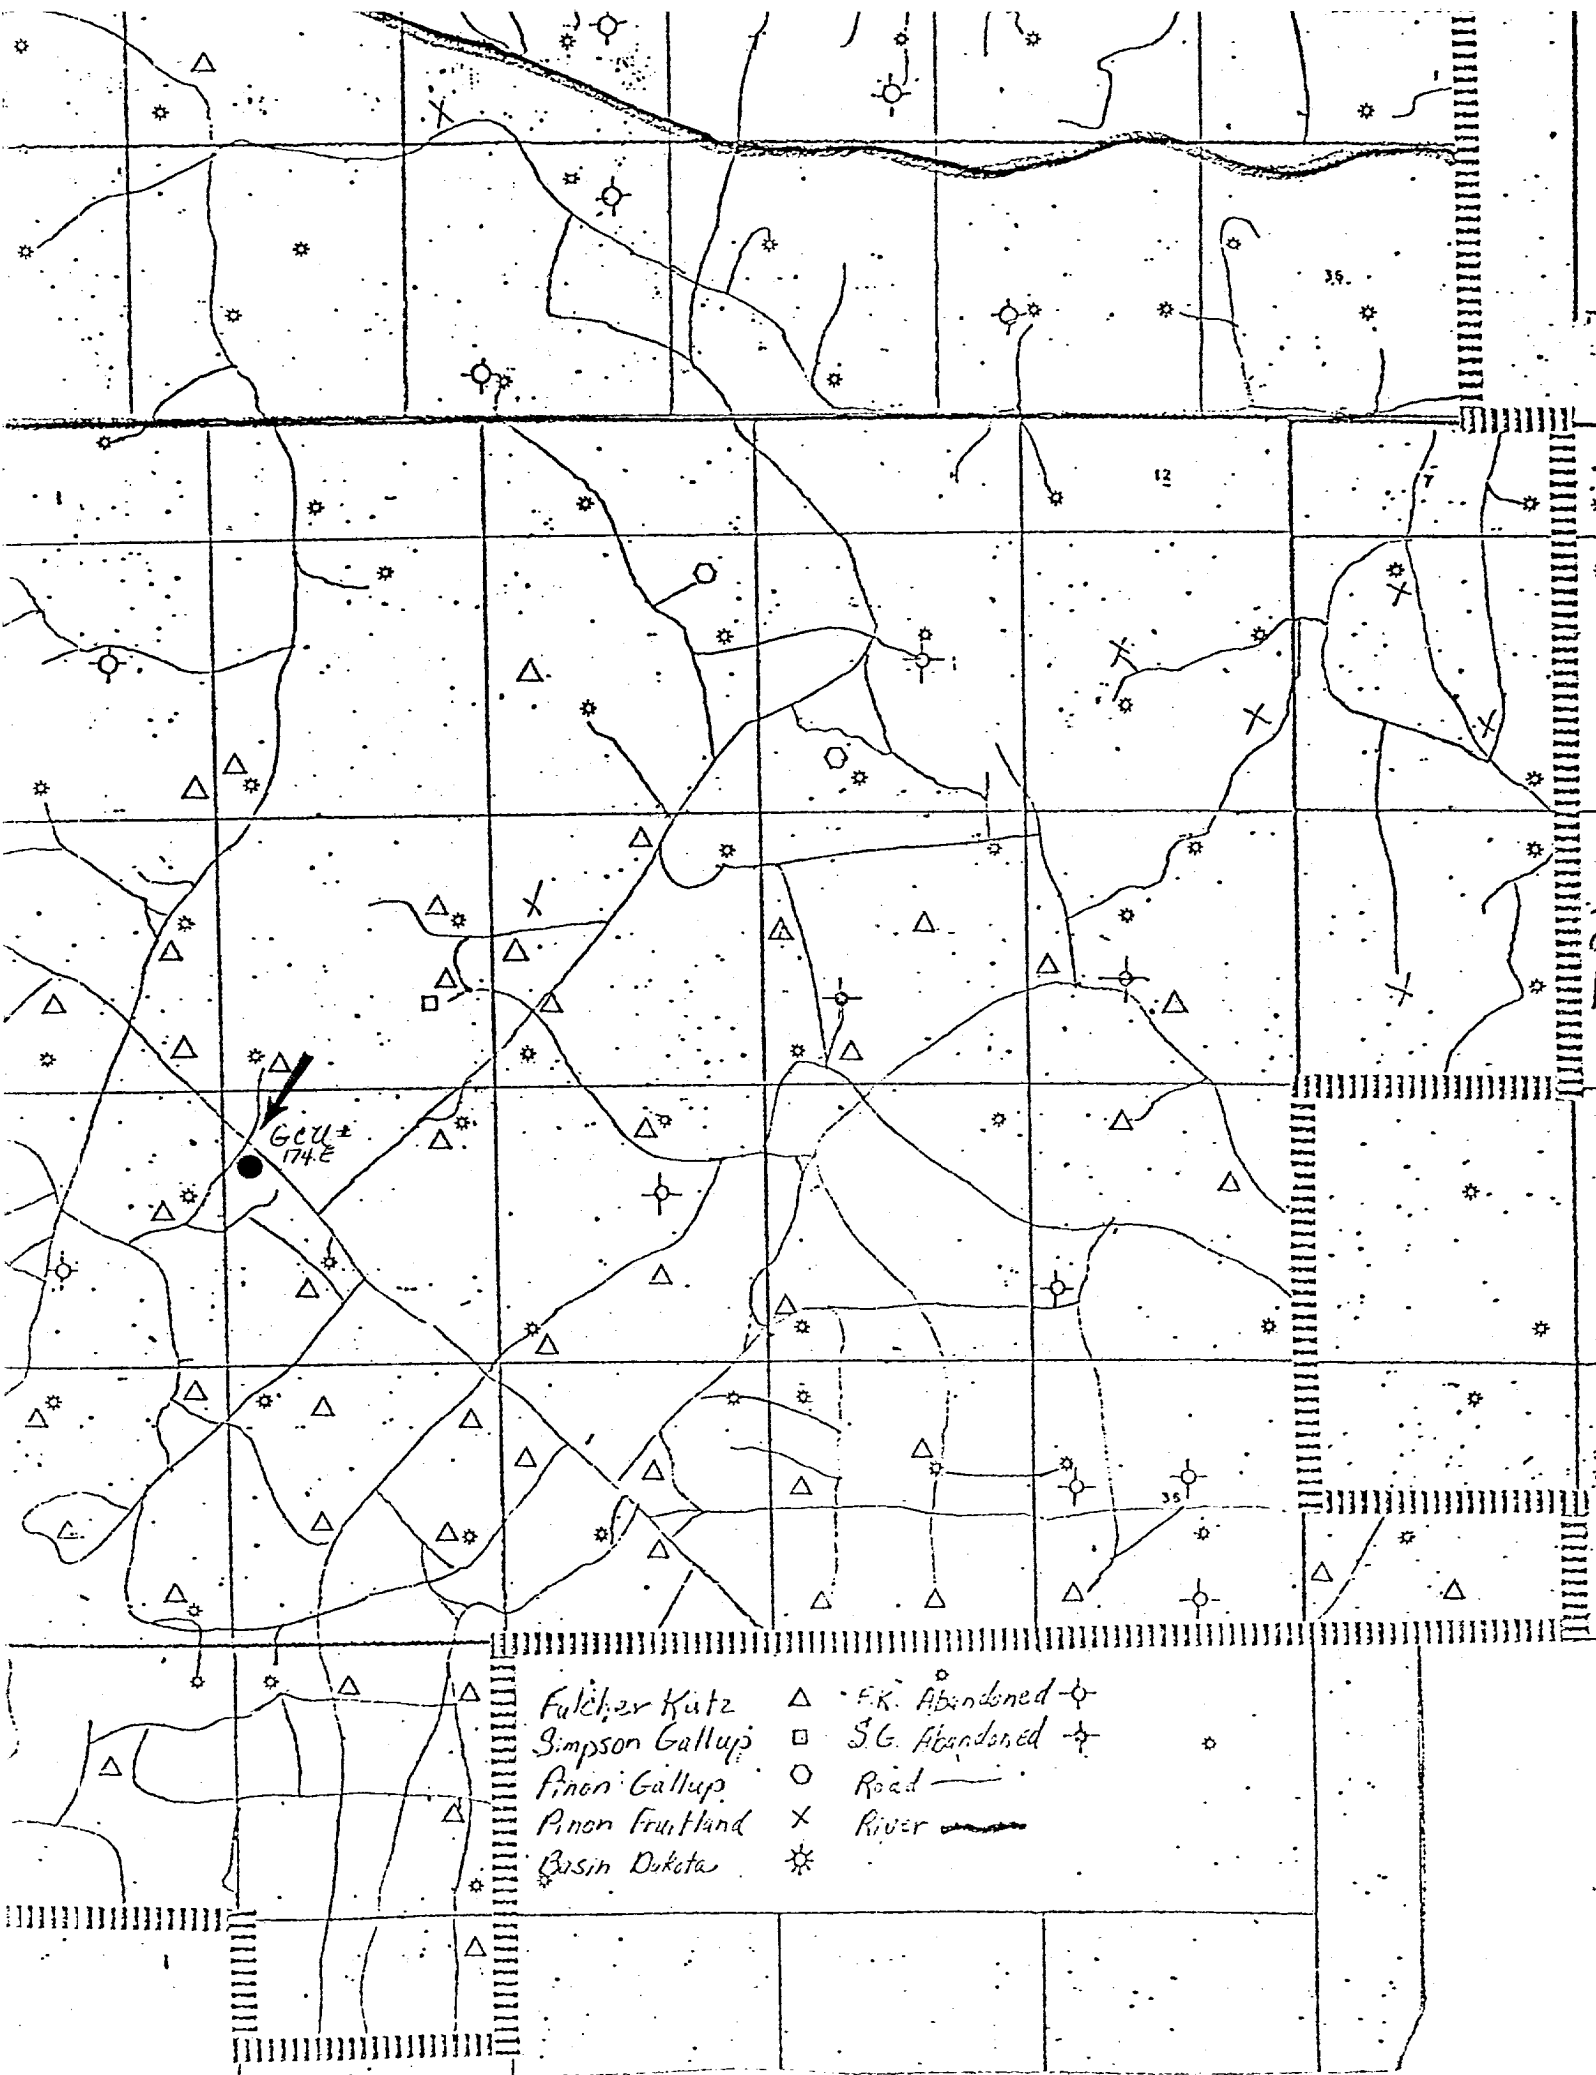 36
12
7
GCU #
174 E
35
Fulcher Kutz
F.K. Abandoned
Simpson Gallup
S.G. Abandoned
Pinon Gallup
Road
Pinon Fruitland
River
Basin Dakota